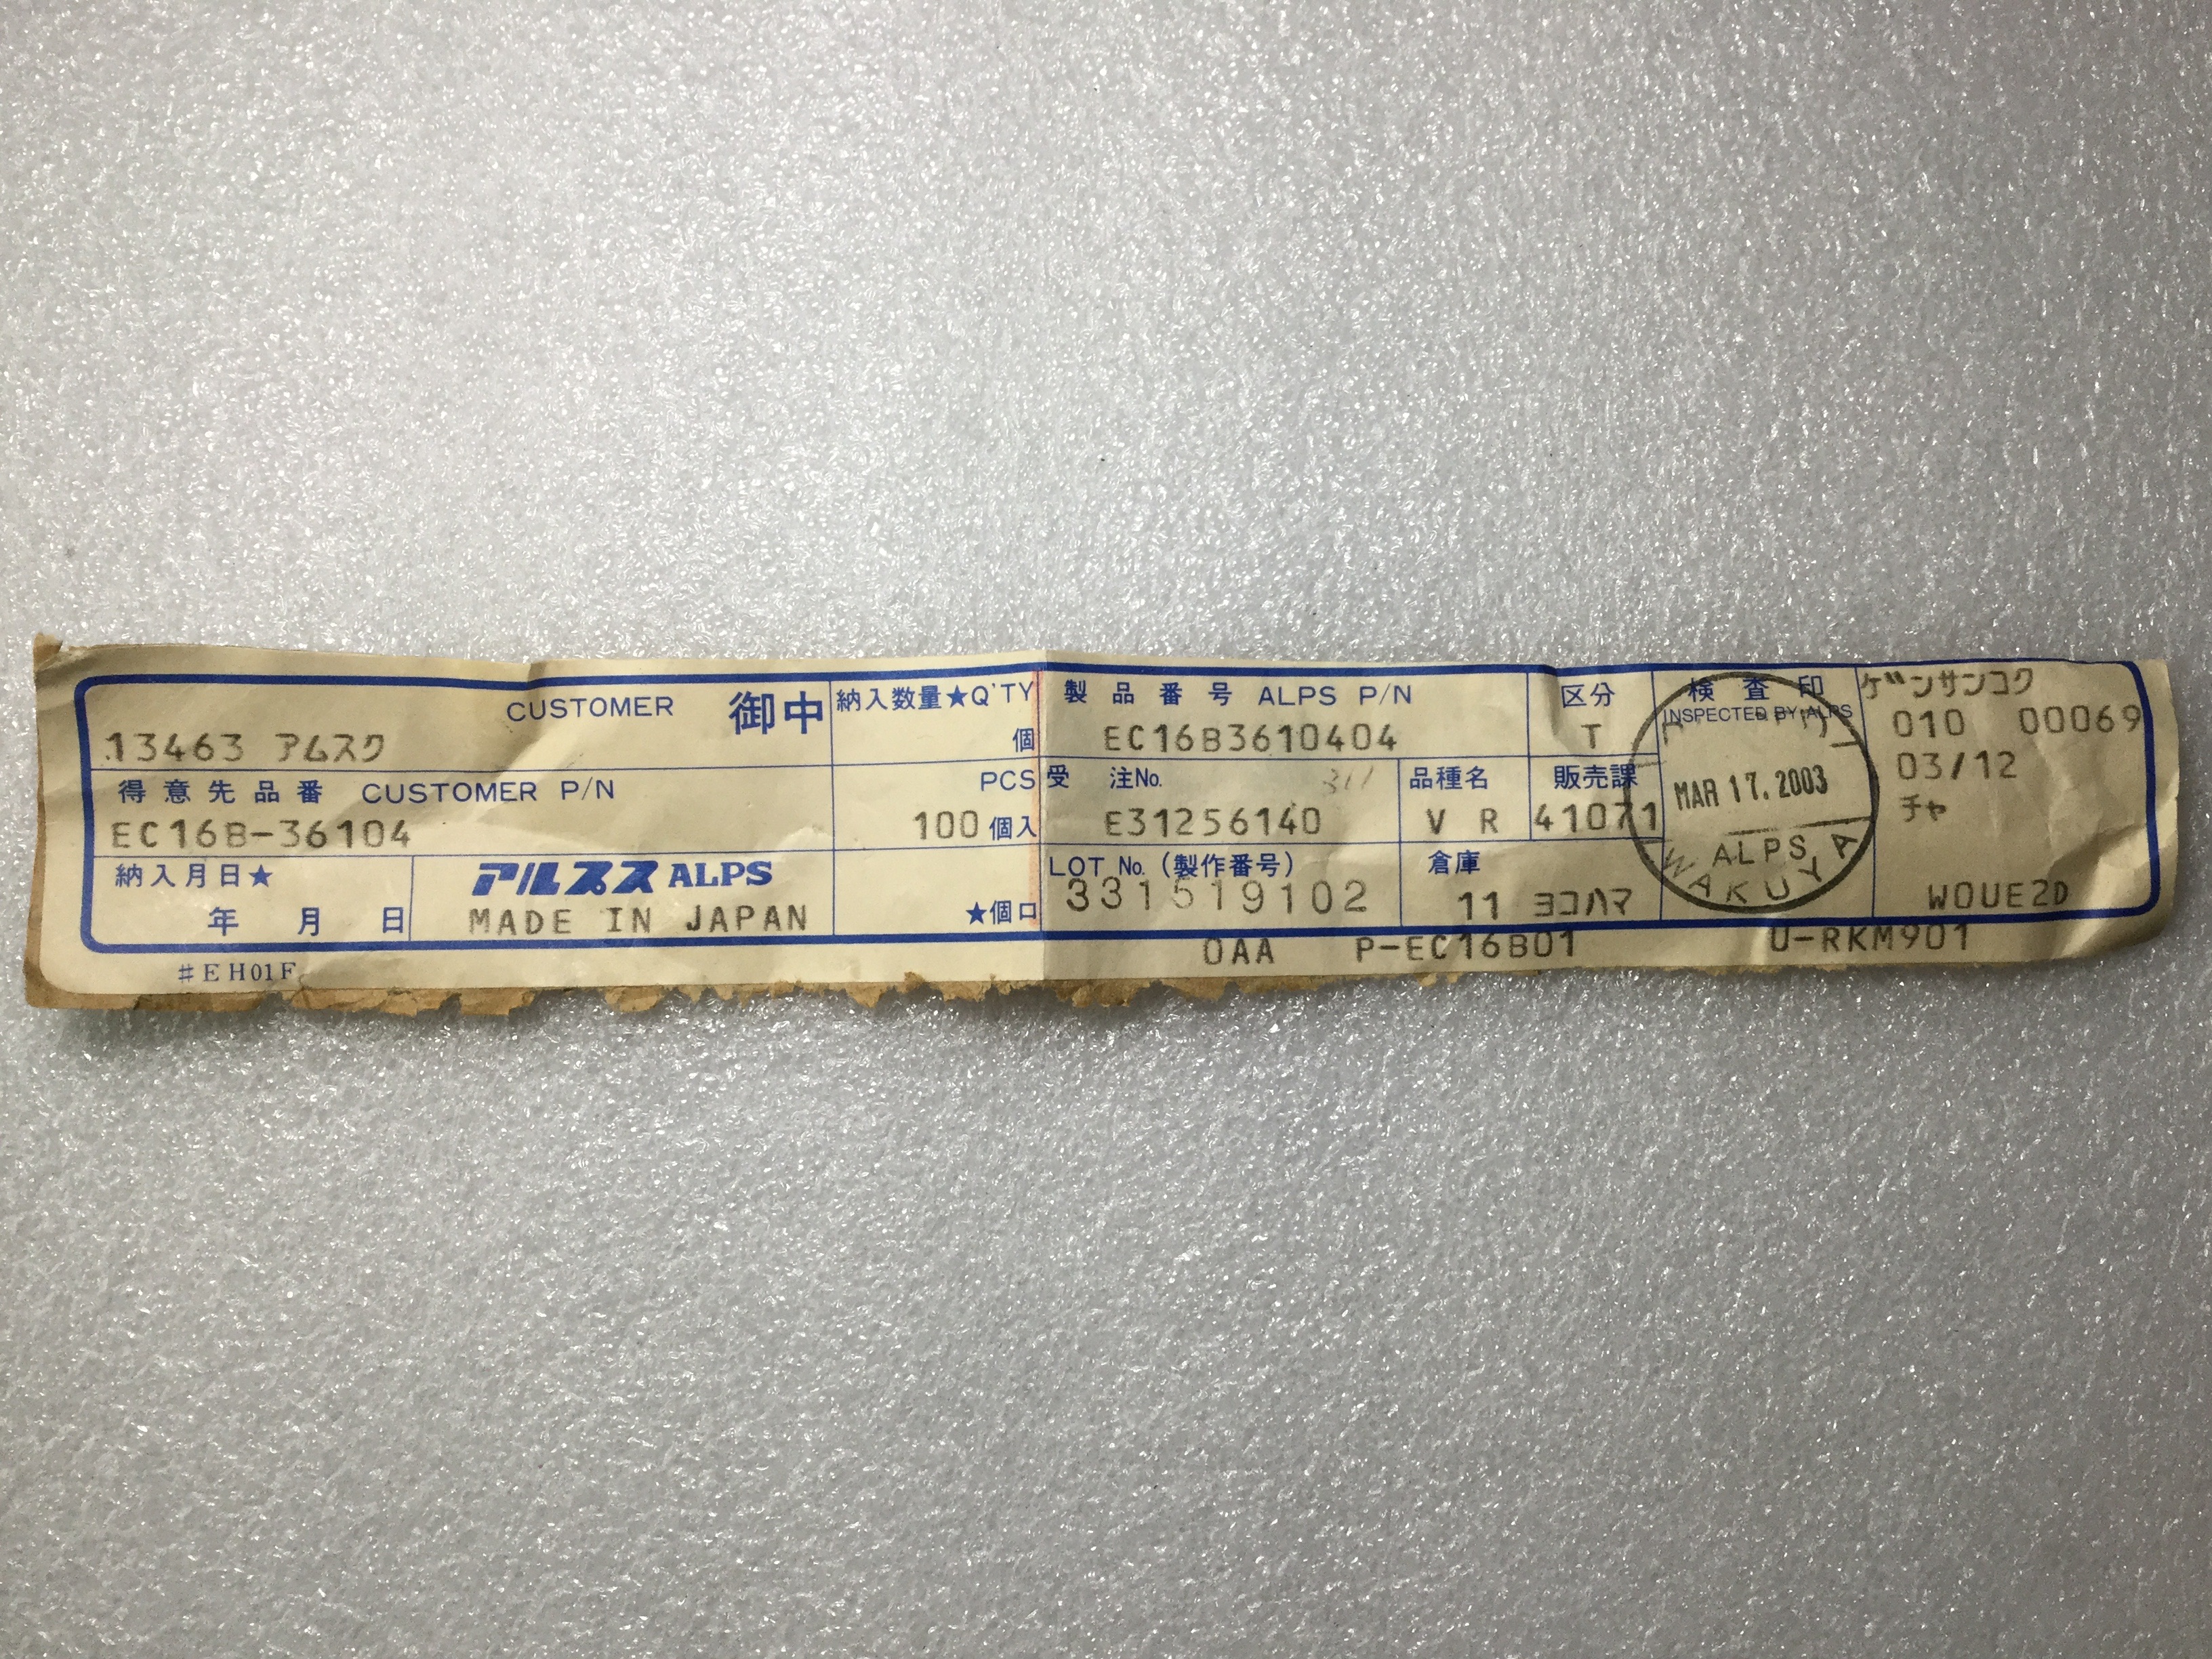 CUSTOMER 御中
13463 アムスク
得意先品番 CUSTOMER P/N
EC16B-36104
納入月日★
年 月 日
アルプス ALPS
MADE IN JAPAN
#EH01F
納入数量★Q'TY
個
PCS
100 個入
★個口
製品番号 ALPS P/N
EC16B3610404
区分
T
受注No.
E31256140
品種名
V R
販売課
41071
LOT No. (製作番号)
331519102
倉庫
11 ヨコハマ
検査印
INSPECTED BY ALPS
MAR 17. 2003
ALPS
WAKUYA
ゲンサンコク
010 00069
03/12
チャ
WOUE2D
OAA P-EC16B01 U-RKM901